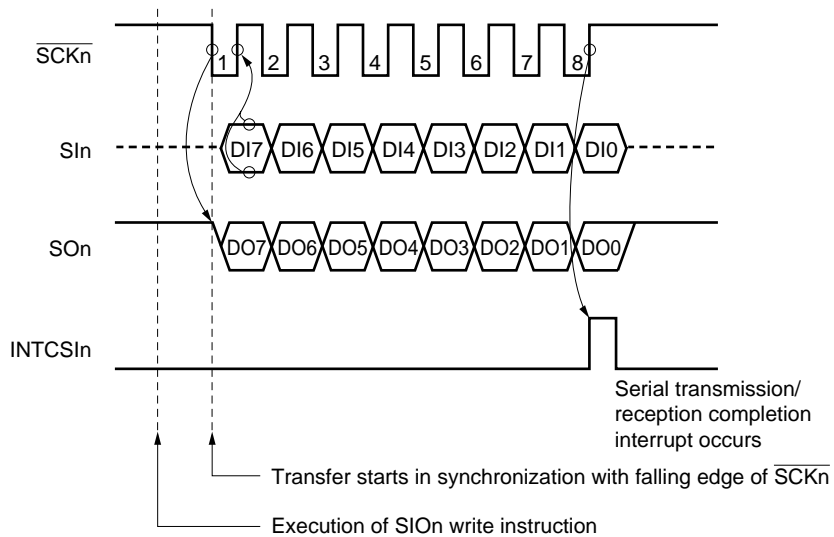 SCKn 1 2 3 4 5 6 7 8
SIn DI7 DI6 DI5 DI4 DI3 DI2 DI1 DI0
SOn DO7 DO6 DO5 DO4 DO3 DO2 DO1 DO0
INTCSIn
Serial transmission/
reception completion
interrupt occurs
Transfer starts in synchronization with falling edge of SCKn
Execution of SIOn write instruction